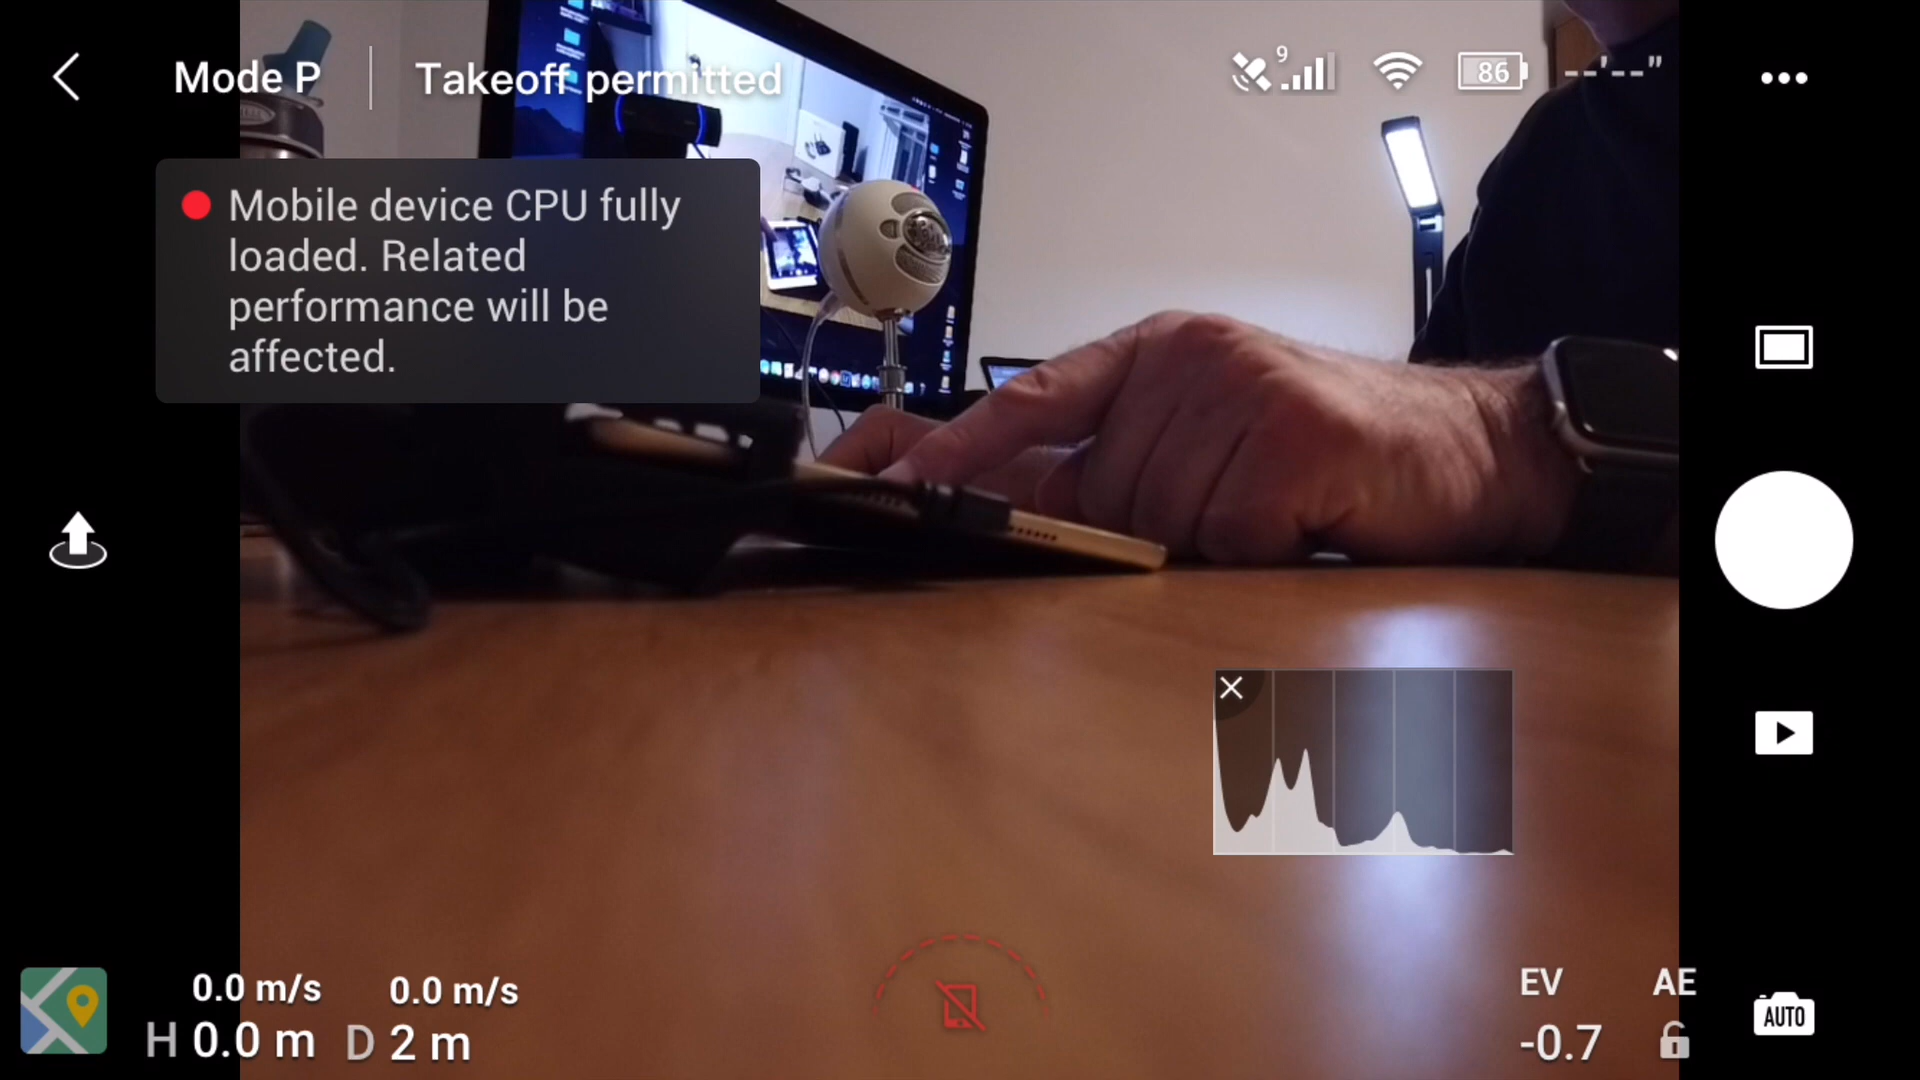 Mode P
Takeoff permitted
9
86
--'--"
Mobile device CPU fully
loaded. Related
performance will be
affected.
0.0 m/s
0.0 m/s
H 0.0 m
D 2 m
EV
AE
-0.7
AUTO